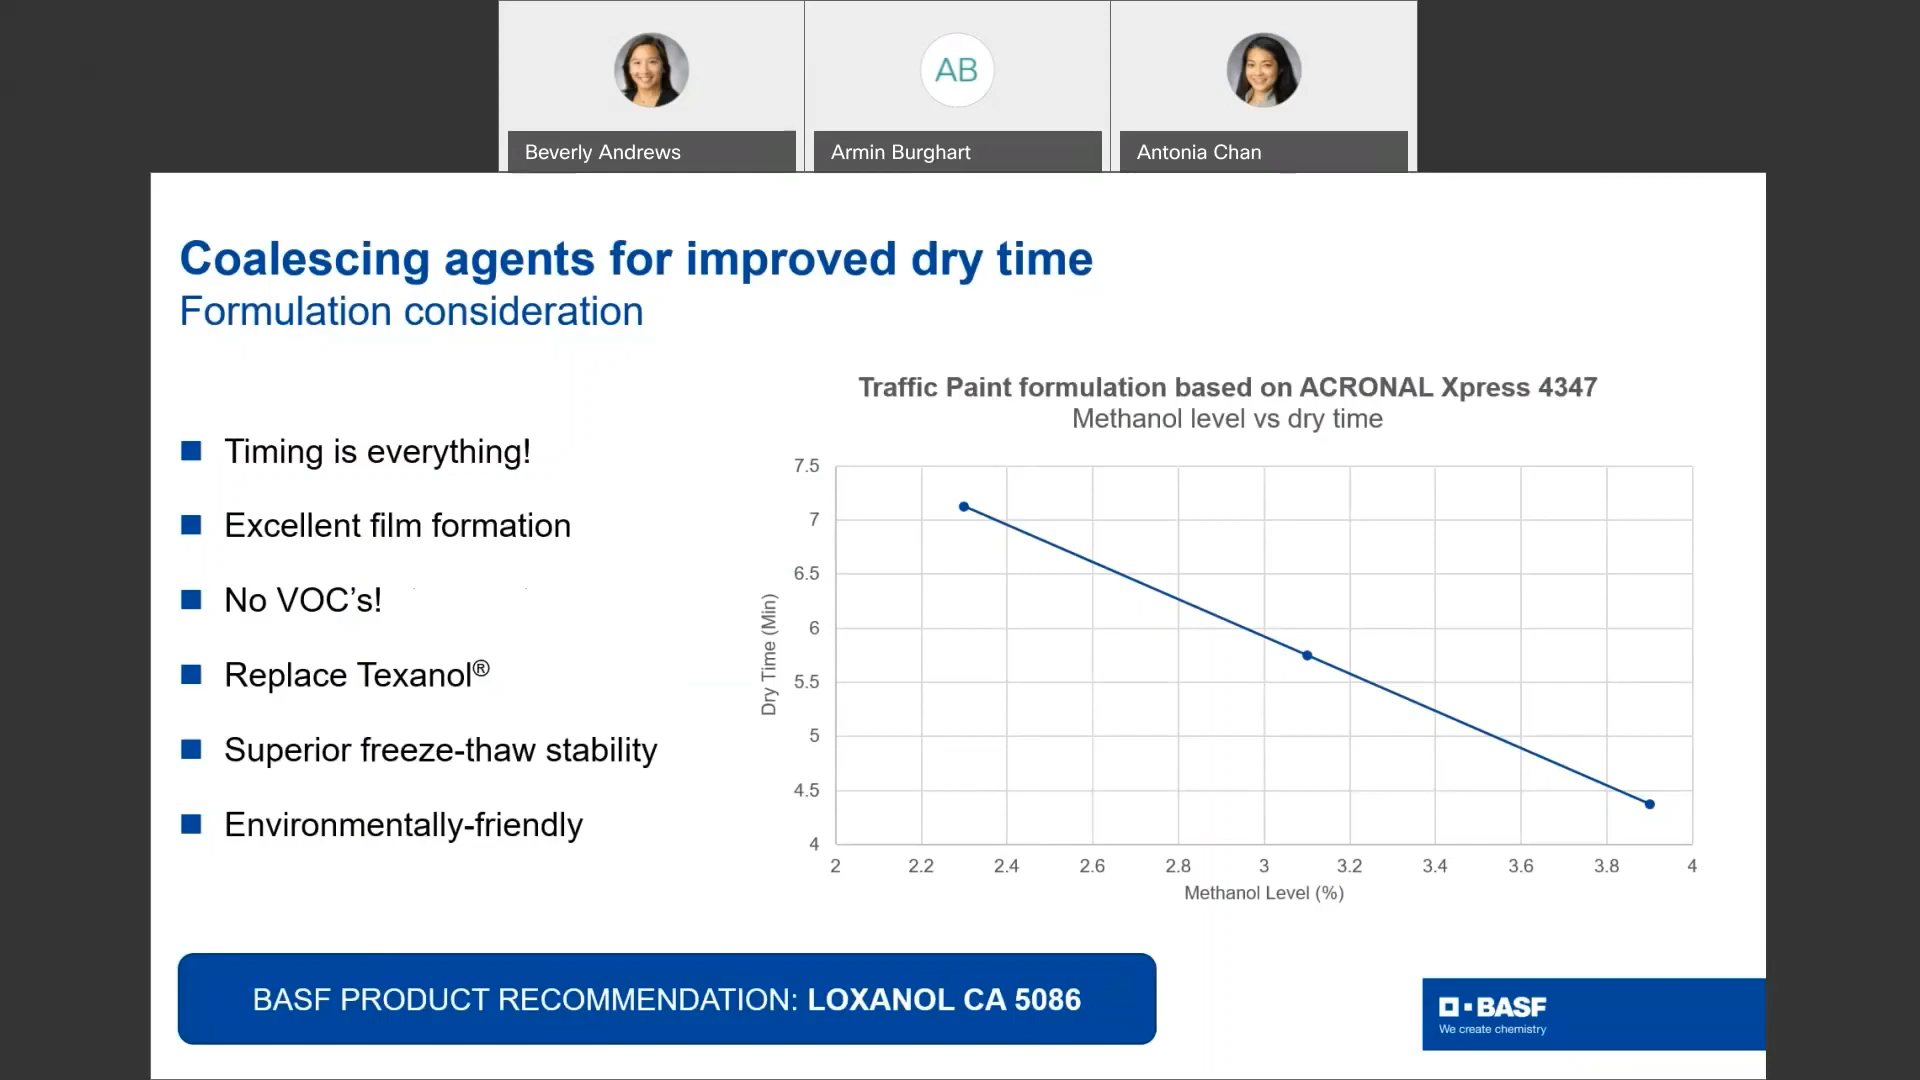 Beverly Andrews
AB
Armin Burghart
Antonia Chan
Coalescing agents for improved dry time
Formulation consideration
Timing is everything!
Excellent film formation
No VOC’s!
Replace Texanol®
Superior freeze-thaw stability
Environmentally-friendly
Traffic Paint formulation based on ACRONAL Xpress 4347
Methanol level vs dry time
7.5
7
6.5
6
5.5
5
4.5
4
Dry Time (Min)
2 2.2 2.4 2.6 2.8 3 3.2 3.4 3.6 3.8 4
Methanol Level (%)
BASF PRODUCT RECOMMENDATION: LOXANOL CA 5086
BASF
We create chemistry